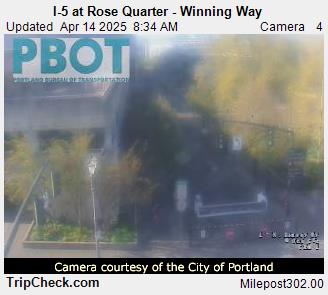 I-5 at Rose Quarter - Winning Way
Updated Apr 14 2025 8:34 AM Camera 4
PBOT
PORTLAND BUREAU OF TRANSPORTATION
Camera courtesy of the City of Portland
TripCheck.com Milepost302.00